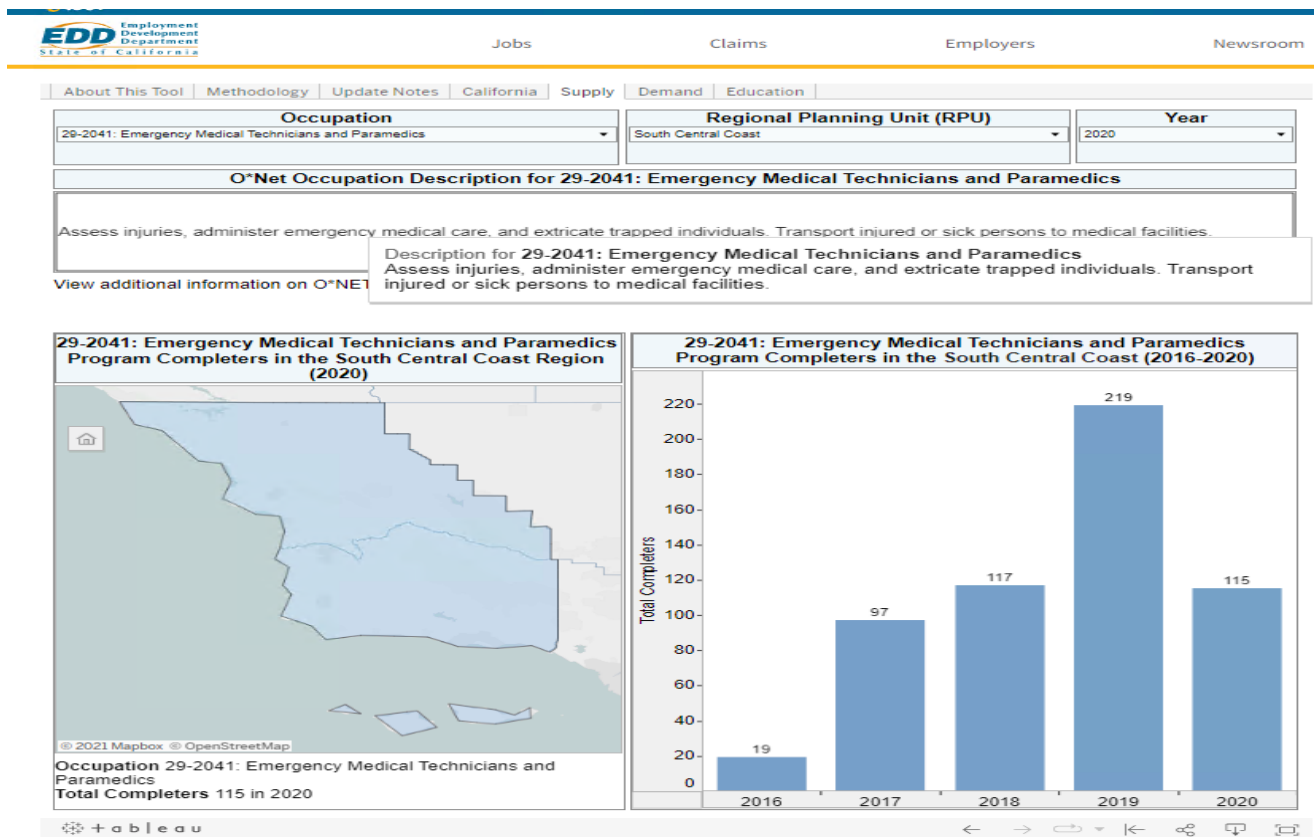 EDD Employment
Development
Department
State of California
Jobs
Claims
Employers
Newsroom
About This Tool
Methodology
Update Notes
California
Supply
Demand
Education
Occupation
29-2041: Emergency Medical Technicians and Paramedics
Regional Planning Unit (RPU)
South Central Coast
Year
2020
O*Net Occupation Description for 29-2041: Emergency Medical Technicians and Paramedics
Assess injuries, administer emergency medical care, and extricate trapped individuals. Transport injured or sick persons to medical facilities.
Description for 29-2041: Emergency Medical Technicians and Paramedics
Assess injuries, administer emergency medical care, and extricate trapped individuals. Transport
injured or sick persons to medical facilities.
View additional information on O*NET
29-2041: Emergency Medical Technicians and Paramedics
Program Completers in the South Central Coast Region
(2020)
© 2021 Mapbox © OpenStreetMap
Occupation 29-2041: Emergency Medical Technicians and
Paramedics
Total Completers 115 in 2020
29-2041: Emergency Medical Technicians and Paramedics
Program Completers in the South Central Coast (2016-2020)
Total Completers
220
200
180
160
140
120
100
80
60
40
20
0
19
97
117
219
115
2016
2017
2018
2019
2020
+ableau